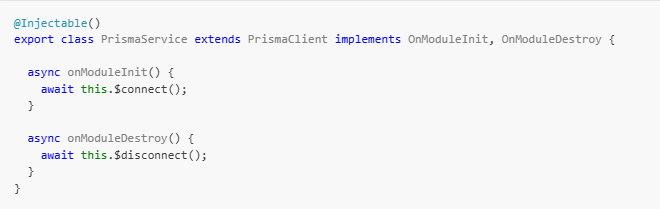 @Injectable()
export class PrismaService extends PrismaClient implements OnModuleInit, OnModuleDestroy {
  async onModuleInit() {
    await this.$connect();
  }
  async onModuleDestroy() {
    await this.$disconnect();
  }
}